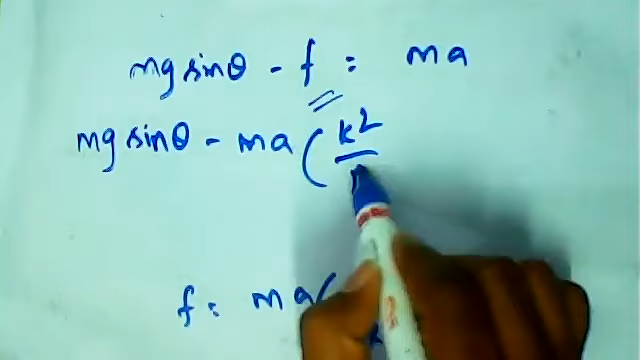 mg sinθ - f = ma
mg sinθ - ma ( k²
f = ma(